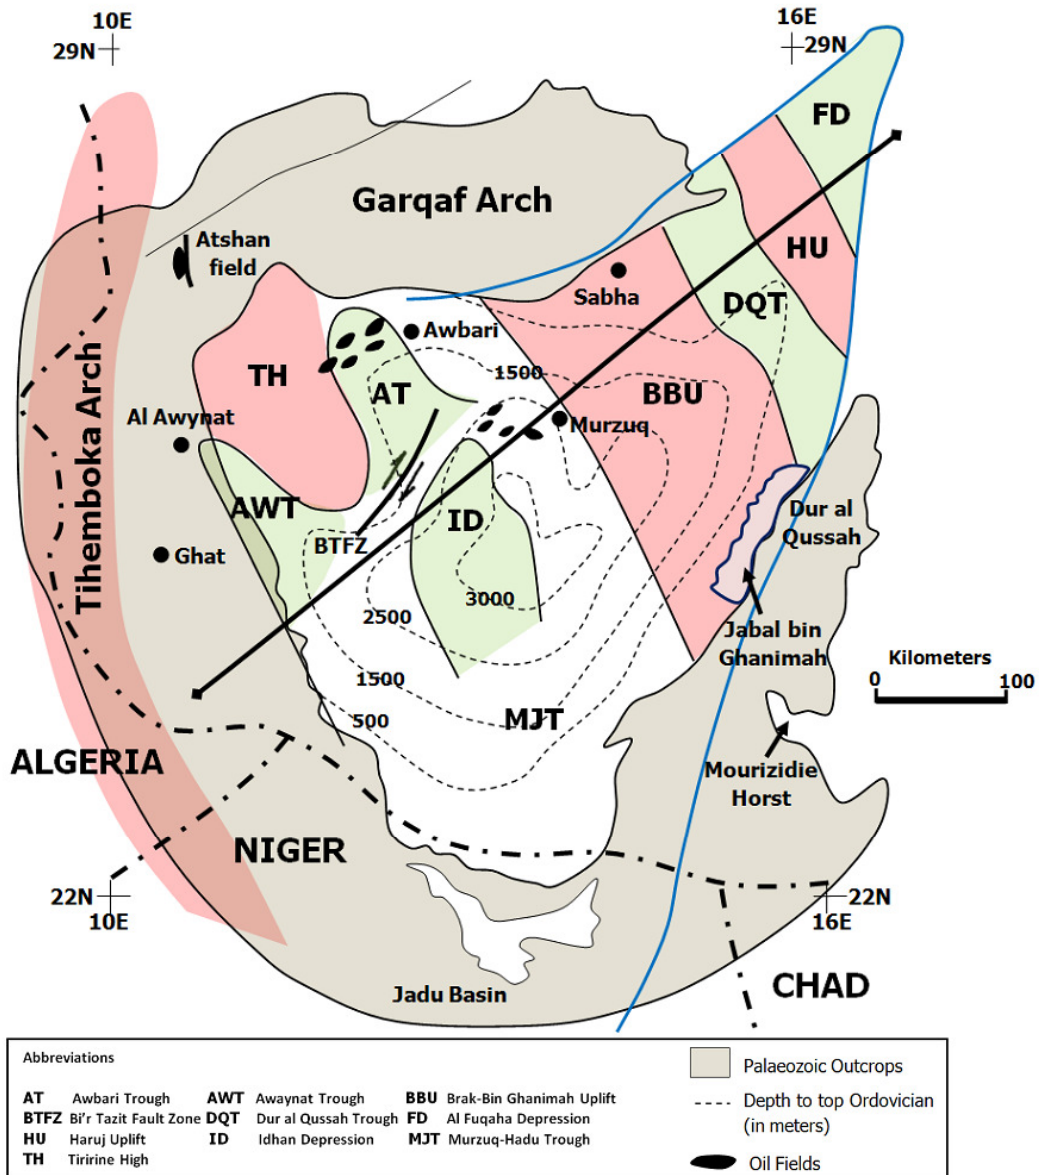 10E
29N
16E
29N
FD
Garqaf Arch
Atshan
field
HU
Sabha
DQT
Awbari
TH
1500
AT
BBU
Tihemboka Arch
Al Awynat
Murzuq
AWT
ID
Dur al
Qussah
BTFZ
Ghat
3000
2500
Jabal bin
Ghanimah
Kilometers
0
100
1500
500
MJT
ALGERIA
Mourizidie
Horst
NIGER
22N
10E
22N
16E
CHAD
Jadu Basin
Abbreviations
AT Awbari Trough AWT Awaynat Trough BBU Brak-Bin Ghanimah Uplift
BTFZ Bi’r Tazit Fault Zone DQT Dur al Qussah Trough FD Al Fuqaha Depression
HU Haruj Uplift ID Idhan Depression MJT Murzuq-Hadu Trough
TH Tiririne High
Palaeozoic Outcrops
Depth to top Ordovician
(in meters)
Oil Fields